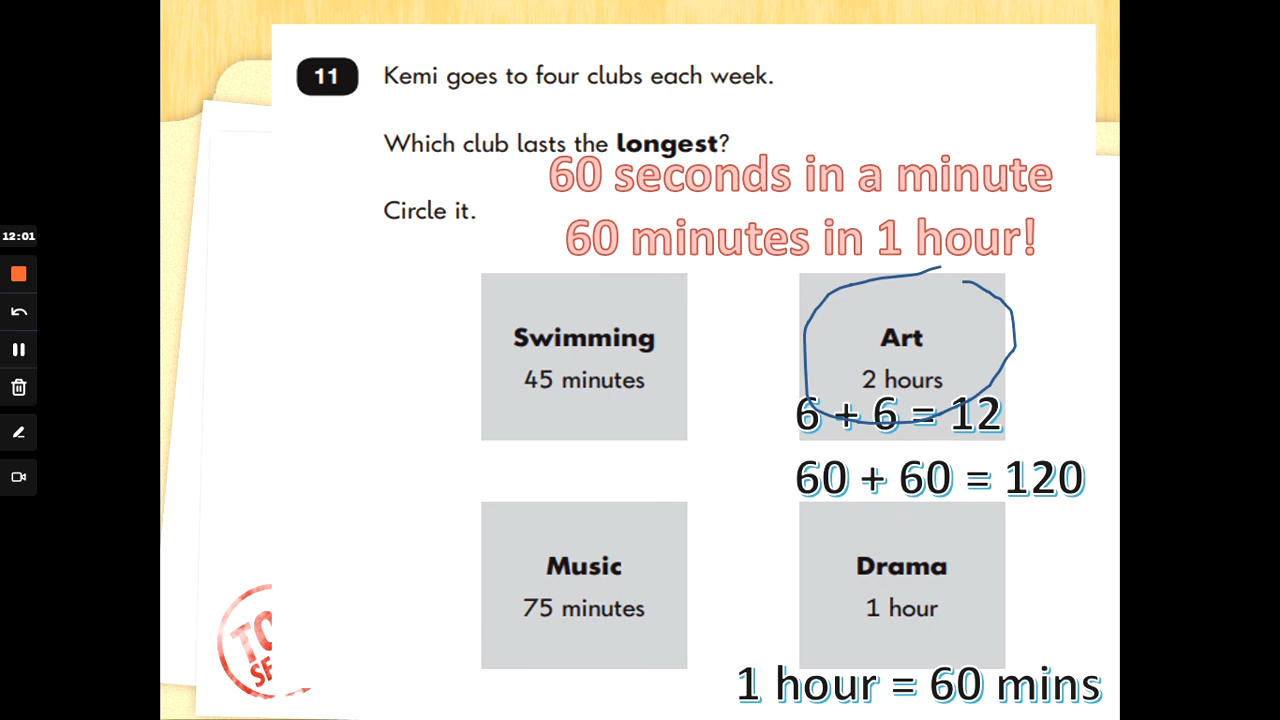 11 Kemi goes to four clubs each week.
Which club lasts the longest?
60 seconds in a minute
Circle it.
60 minutes in 1 hour!
12:01
Swimming
45 minutes
Art
2 hours
6 + 6 = 12
60 + 60 = 120
Music
75 minutes
Drama
1 hour
1 hour = 60 mins